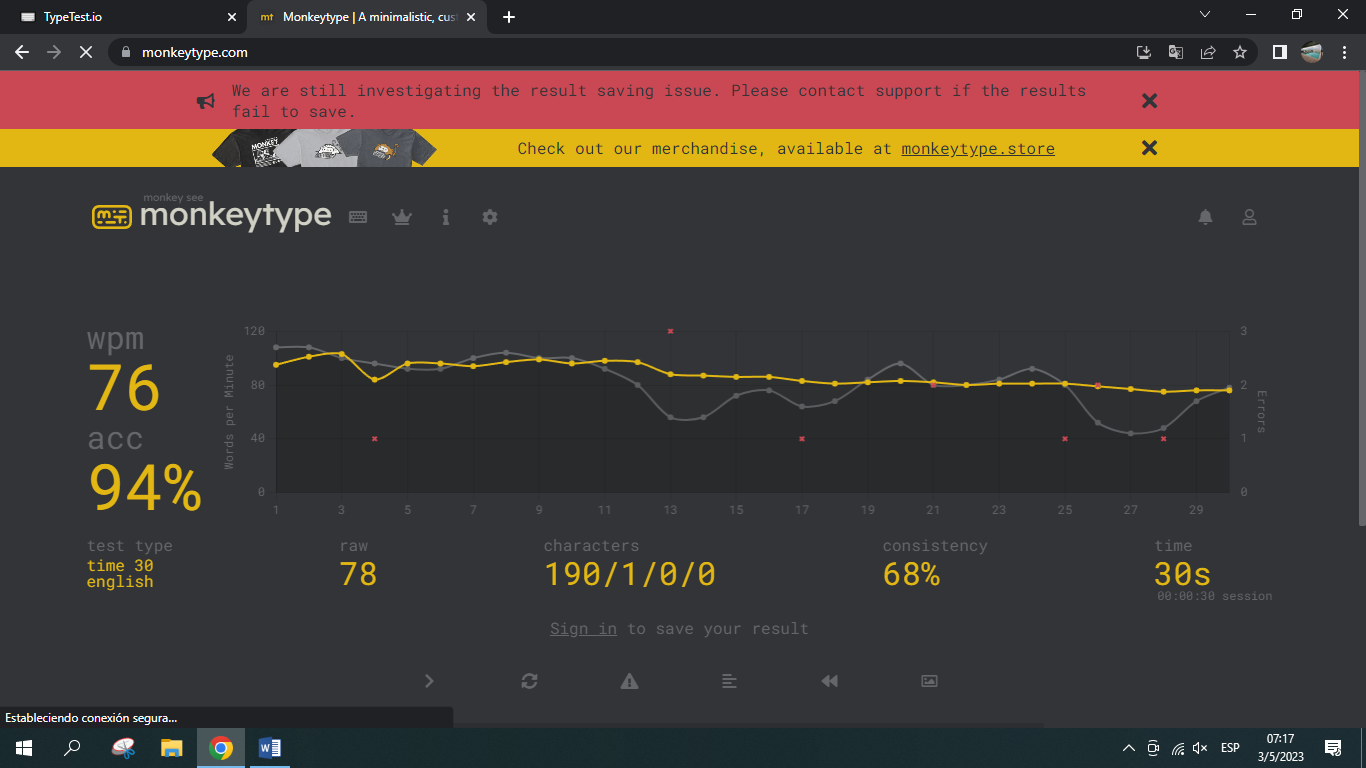 TypeTest.io
mt Monkeytype | A minimalistic, cus
monkeytype.com
We are still investigating the result saving issue. Please contact support if the results
fail to save.
MONKEY
Check out our merchandise, available at monkeytype.store
monkey see
monkeytype
wpm
76
acc
94%
Words per Minute
120
80
40
0
3
2
1
0
Errors
1 3 5 7 9 11 13 15 17 19 21 23 25 27 29
test type
time 30
english
raw
78
characters
190/1/0/0
consistency
68%
time
30s
00:00:30 session
Sign in to save your result
Estableciendo conexión segura...
ESP
07:17
3/5/2023